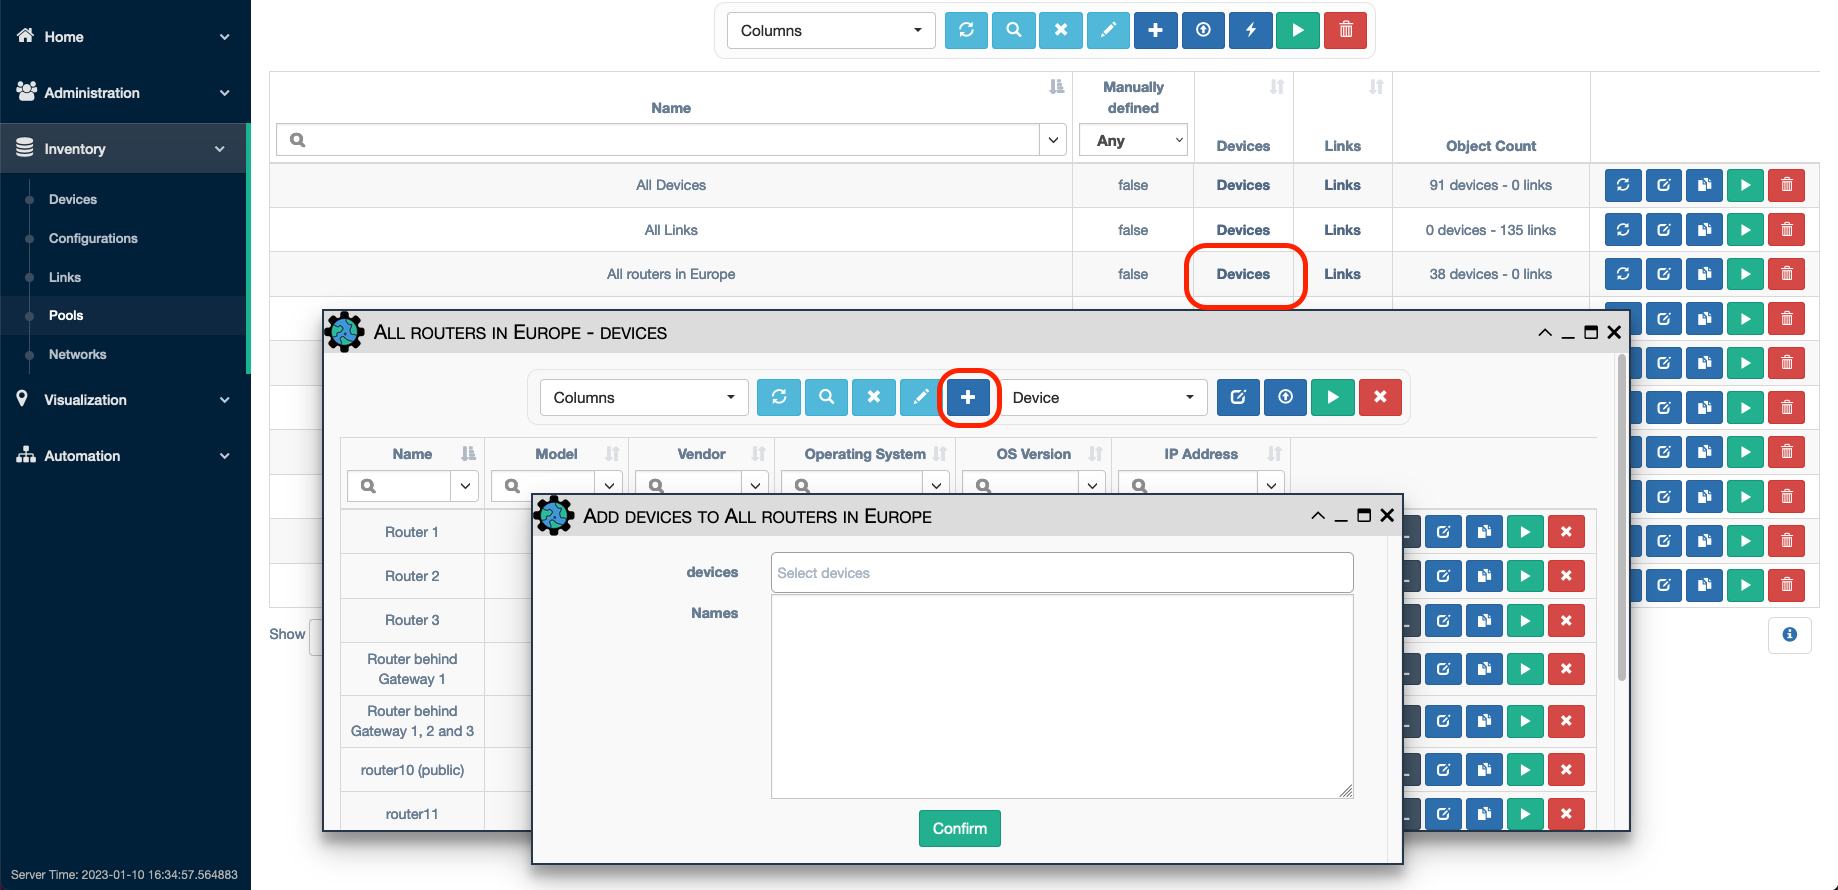 Home
Administration
Inventory
Devices
Configurations
Links
Pools
Networks
Visualization
Automation
Server Time: 2023-01-10 16:34:57.564883
Columns
Name
Manually
defined
Devices
Links
Object Count
Any
All Devices false Devices Links 91 devices - 0 links
All Links false Devices Links 0 devices - 135 links
All routers in Europe false Devices Links 38 devices - 0 links
Show
All routers in Europe - devices
Columns
Device
Name Model Vendor Operating System OS Version IP Address
Router 1
Router 2
Router 3
Router behind
Gateway 1
Router behind
Gateway 1, 2 and 3
router10 (public)
router11
Add devices to All routers in Europe
devices
Select devices
Names
Confirm